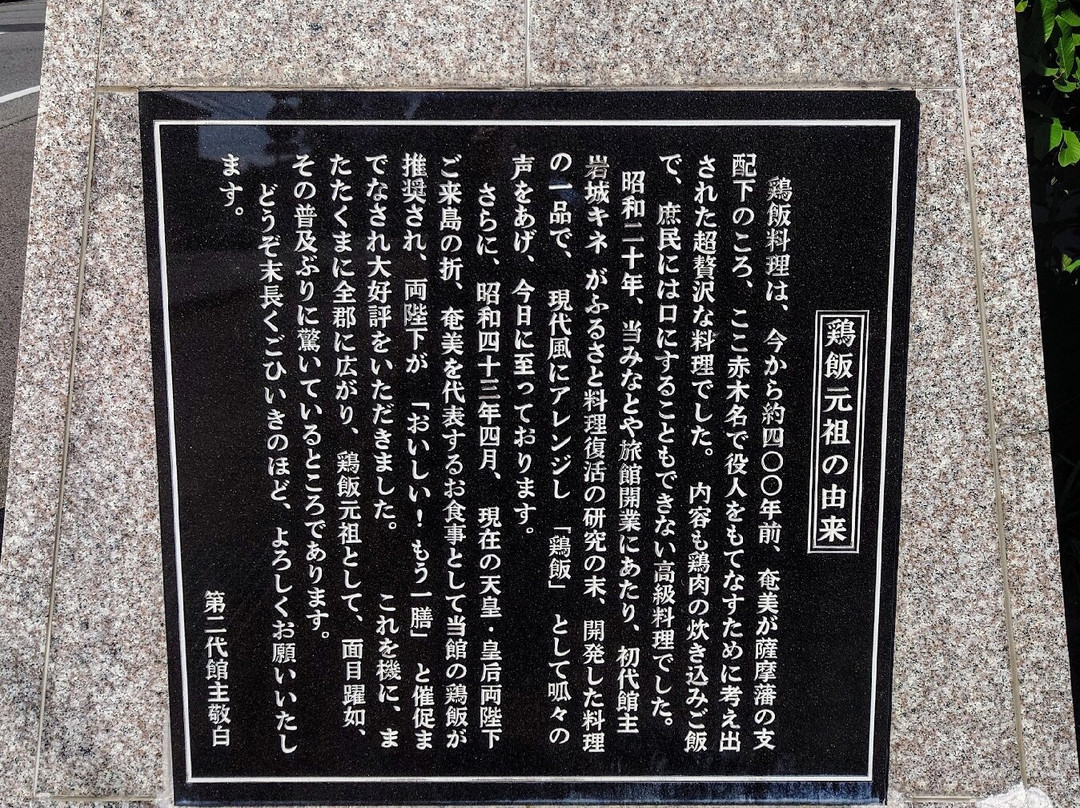 鶏飯元祖の由来
鶏飯料理は、今から約四〇〇年前、奄美が薩摩藩の支
配下のころ、ここ赤木名で役人をもてなすために考え出
された超贅沢な料理でした。内容も鶏肉の炊き込みご飯
で、庶民には口にすることもできない高級料理でした。
昭和二十年、当みなとや旅館開業にあたり、初代館主
岩城キネがふるさと料理復活の研究の末、開発した料理
の一品で、現代風にアレンジし「鶏飯」として呱々の
声をあげ、今日に至っております。
さらに、昭和四十三年四月、現在の天皇・皇后両陛下
ご来島の折、奄美を代表するお食事として当館の鶏飯が
推奨され、両陛下が「おいしい！もう一膳」と催促ま
でなされ大好評をいただきました。これを機に、ま
たたくまに全郡に広がり、鶏飯元祖として、面目躍如、
その普及ぶりに驚いているところであります。
どうぞ末長くごひいきのほど、よろしくお願いいたし
ます。
第二代館主敬白